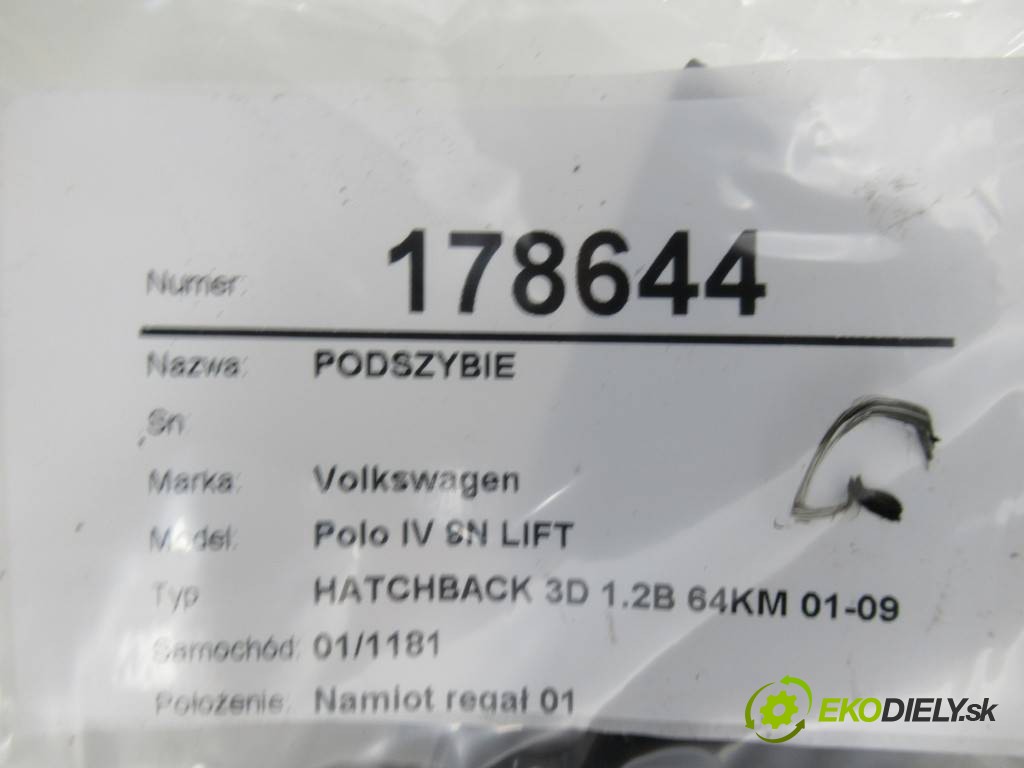 Numer: 178644
Nazwa: PODSZYBIE
Sn
Marka: Volkswagen
Model: Polo IV 9N LIFT
Typ HATCHBACK 3D 1.2B 64KM 01-09
Samochód: 01/1181
Położenie: Namiot regał 01
EKODIELY.sk